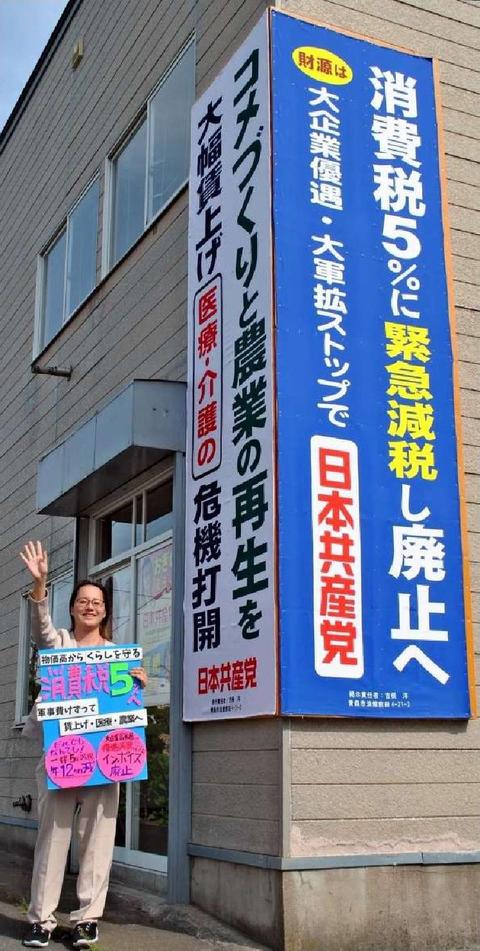 財源は
消費税5%に緊急減税し廃止へ
大企業優遇・大軍拡ストップで
日本共産党
コメづくりと農業の再生を
大幅賃上げ 医療・介護の 危機打開
日本共産党
物価高からくらしを守る
消費税5%
軍事費けずって
賃上げ・医療・農業へ
年12万円
インボイス
廃止